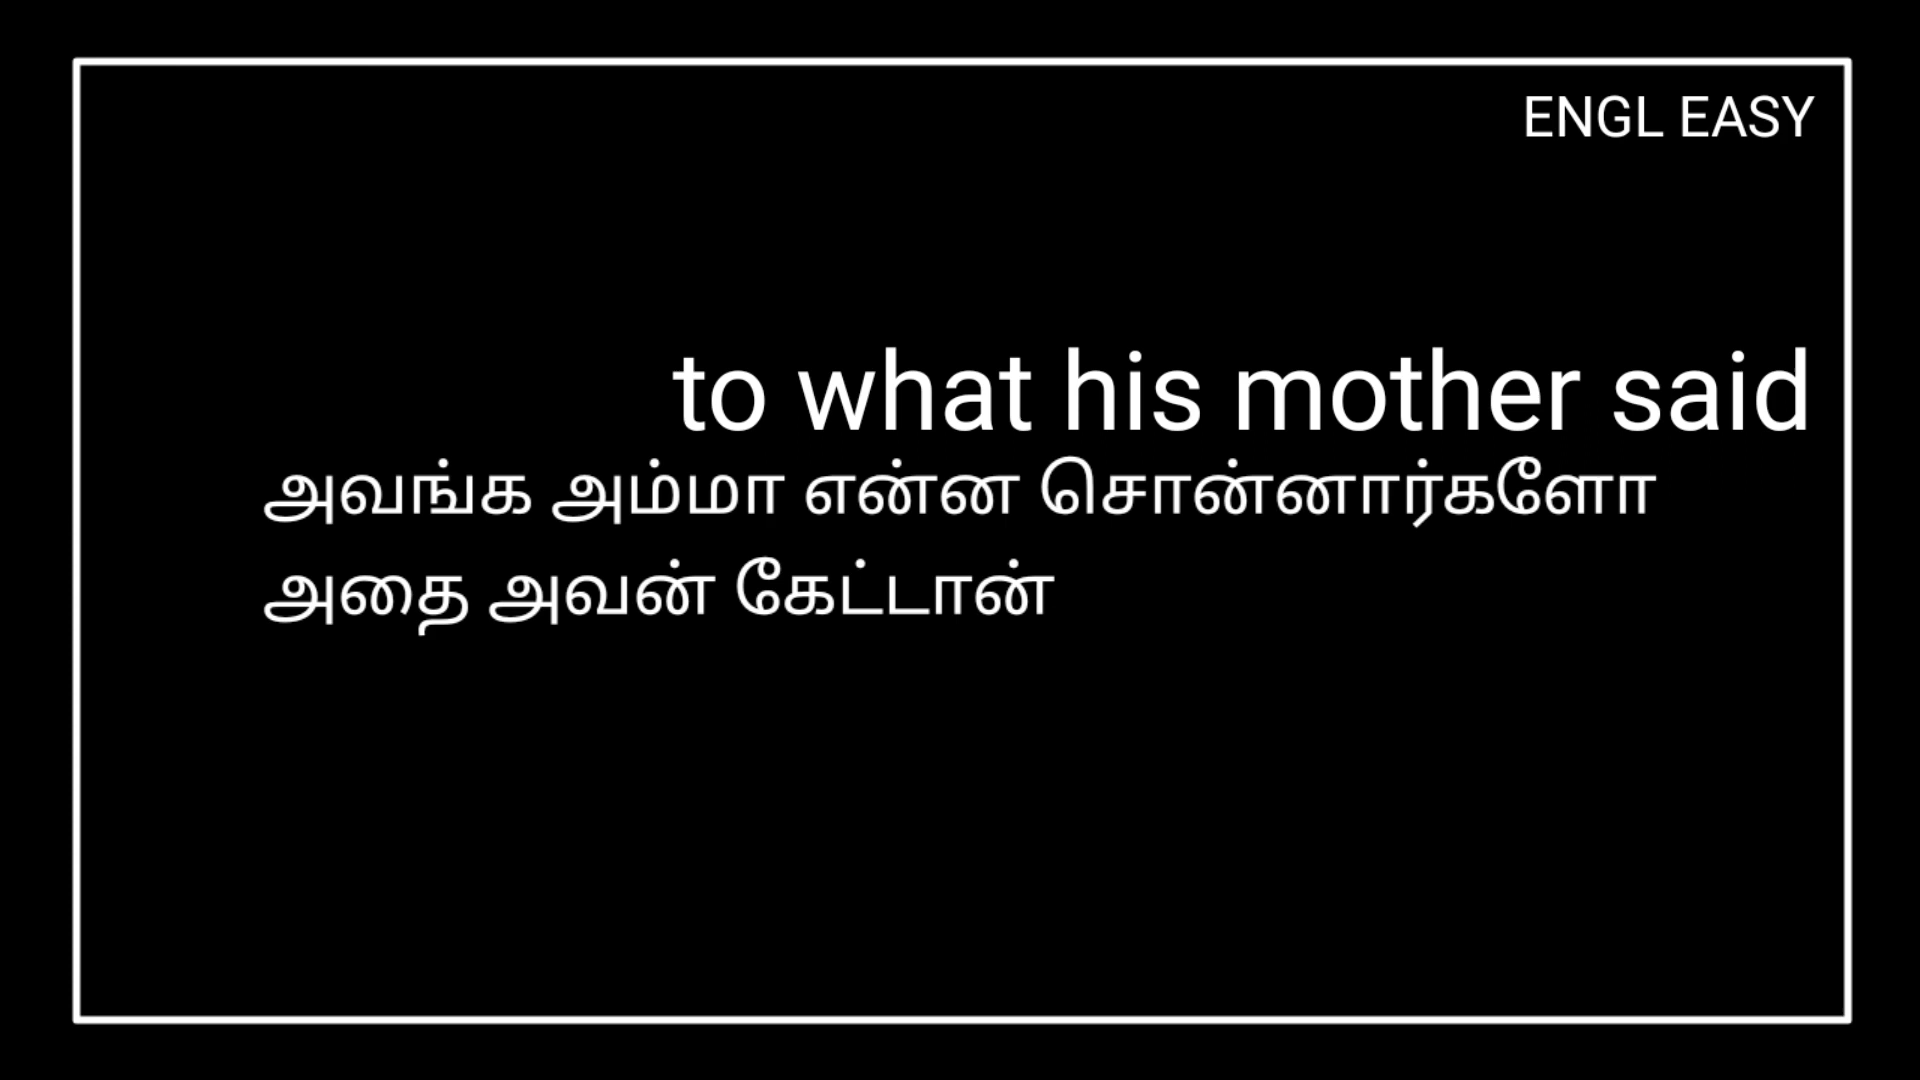 ENGL EASY
to what his mother said
அவங்க அம்மா என்ன சொன்னார்களோ
அதை அவன் கேட்டான்